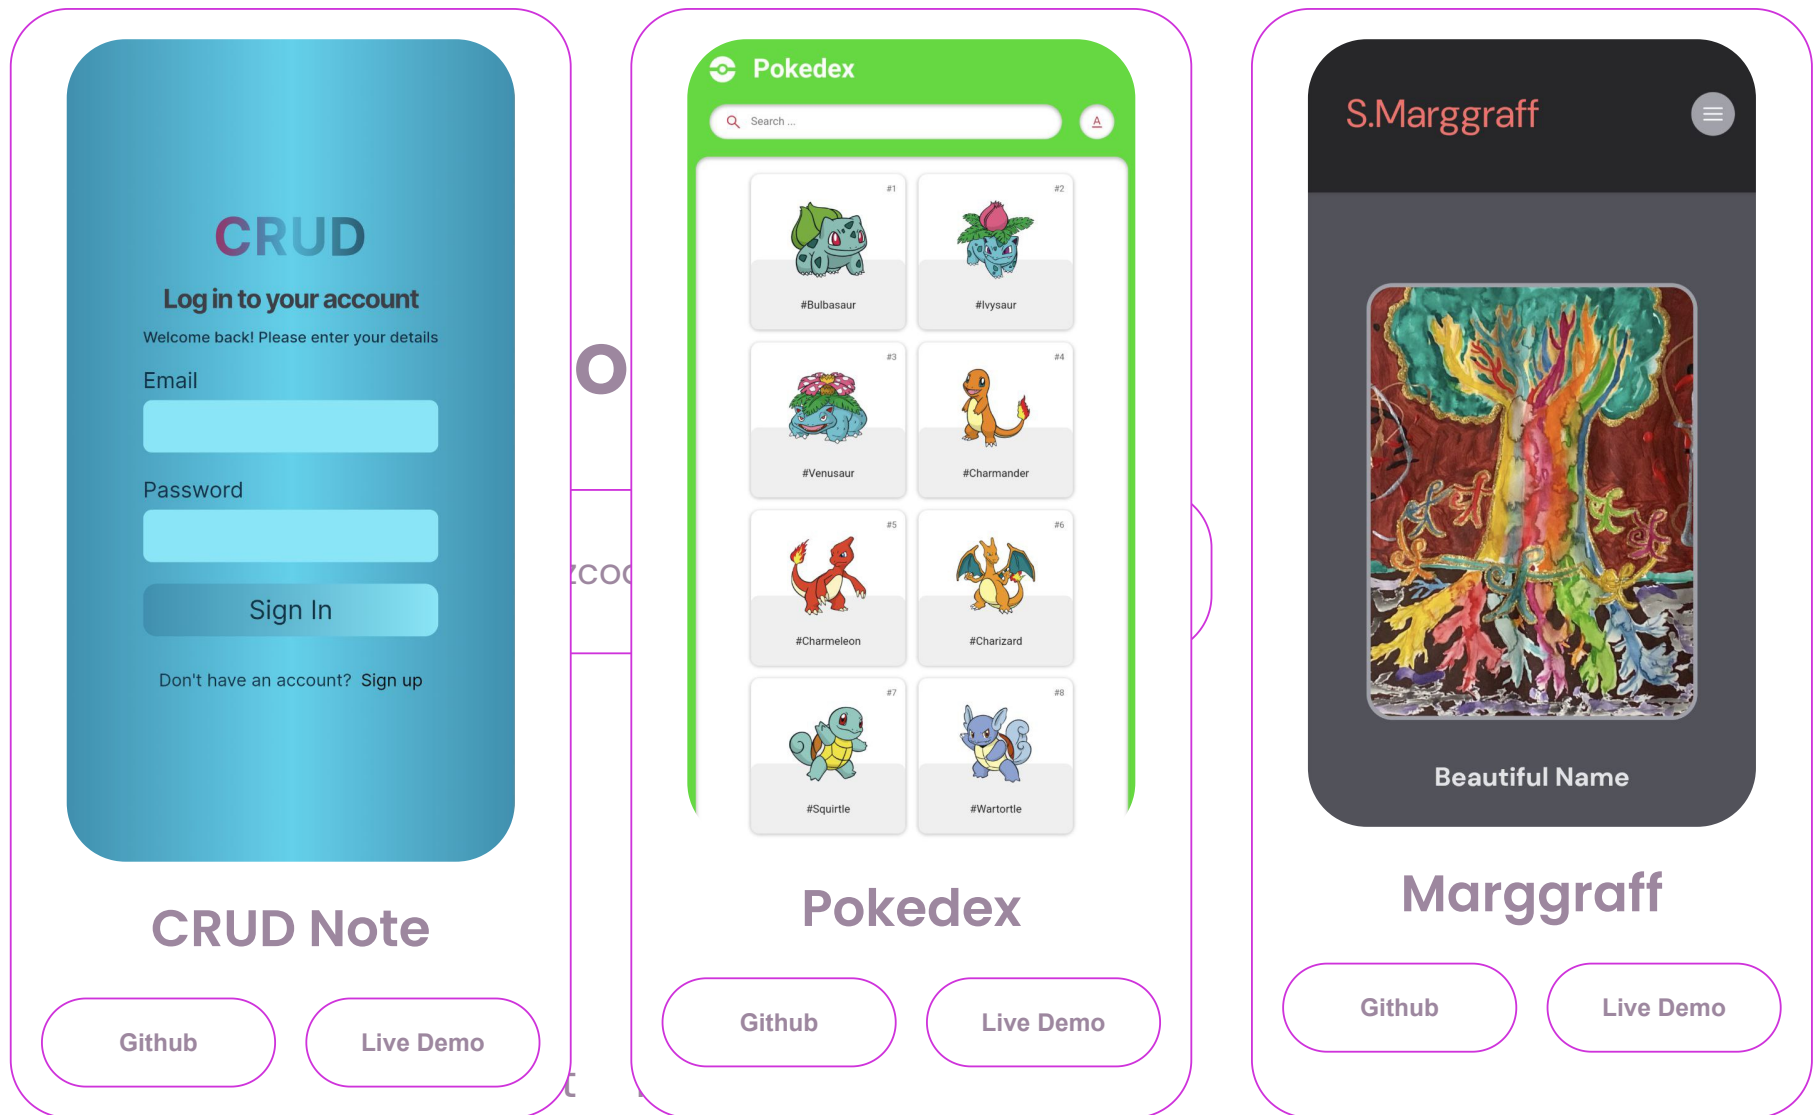 CRUD
Log in to your account
Welcome back! Please enter your details
Email
Password
Sign In
Don't have an account? Sign up
CRUD Note
Github
Live Demo
Pokedex
Search ...
A
#1
#2
#Bulbasaur
#Ivysaur
#3
#4
#Venusaur
#Charmander
#5
#6
#Charmeleon
#Charizard
#7
#8
#Squirtle
#Wartortle
Pokedex
Github
Live Demo
S.Marggraff
Beautiful Name
Marggraff
Github
Live Demo